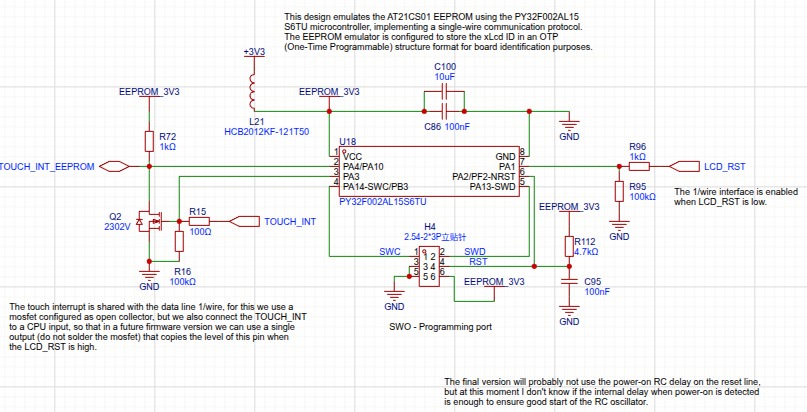 This design emulates the AT21CS01 EEPROM using the PY32F002AL15
S6TU microcontroller, implementing a single-wire communication protocol.
The EEPROM emulator is configured to store the xLcd ID in an OTP
(One-Time Programmable) structure format for board identification purposes.
+3V3
C100
10uF
EEPROM_3V3
EEPROM_3V3
L21
HCB2012KF-121T50
C86 100nF
GND
R72
1kΩ
U18
1 VCC GND 8
2 PA4/PA10 PA1 7
3 PA3 PA2/PF2-NRST 6
4 PA14-SWC/PB3 PA13-SWD 5
PY32F002AL15S6TU
TOUCH_INT_EEPROM
R96
1kΩ
LCD_RST
R95
100kΩ
GND
The 1/wire interface is enabled
when LCD_RST is low.
Q2
2302V
R15
100Ω
TOUCH_INT
R16
100kΩ
GND
H4
2.54-2*3P立贴针
SWC 1 1 2 2 SWD
3 3 4 4 RST
5 5 6 6
EEPROM_3V3
GND
EEPROM_3V3
R112
4.7kΩ
C95
100nF
GND
SWO - Programming port
The touch interrupt is shared with the data line 1/wire, for this we use a
mosfet configured as open collector, but we also connect the TOUCH_INT
to a CPU input, so that in a future firmware version we can use a single
output (do not solder the mosfet) that copies the level of this pin when
the LCD_RST is high.
The final version will probably not use the power-on RC delay on the reset line,
but at this moment I don't know if the internal delay when power-on is detected
is enough to ensure good start of the RC oscillator.